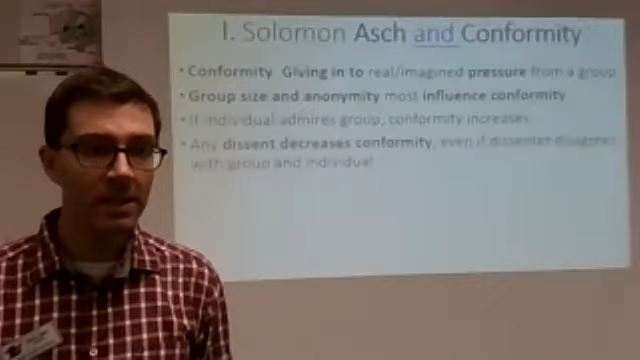 I. Solomon Asch and Conformity
• Conformity Giving in to real/imagined pressure from a group
• Group size and anonymity most influence conformity
• If individual admires group, conformity increases
• Any dissent decreases conformity, even if dissenter disagrees
with group and individual